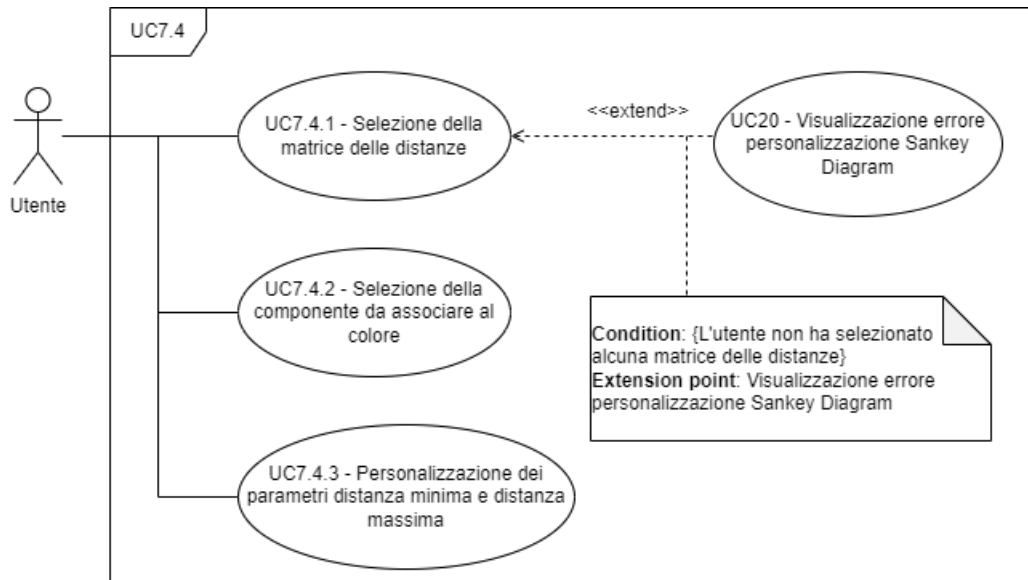 UC7.4
Utente
UC7.4.1 - Selezione della
matrice delle distanze
<<extend>>
UC20 - Visualizzazione errore
personalizzazione Sankey
Diagram
UC7.4.2 - Selezione della
componente da associare al
colore
Condition: {L'utente non ha selezionato
alcuna matrice delle distanze}
Extension point: Visualizzazione errore
personalizzazione Sankey Diagram
UC7.4.3 - Personalizzazione dei
parametri distanza minima e distanza
massima